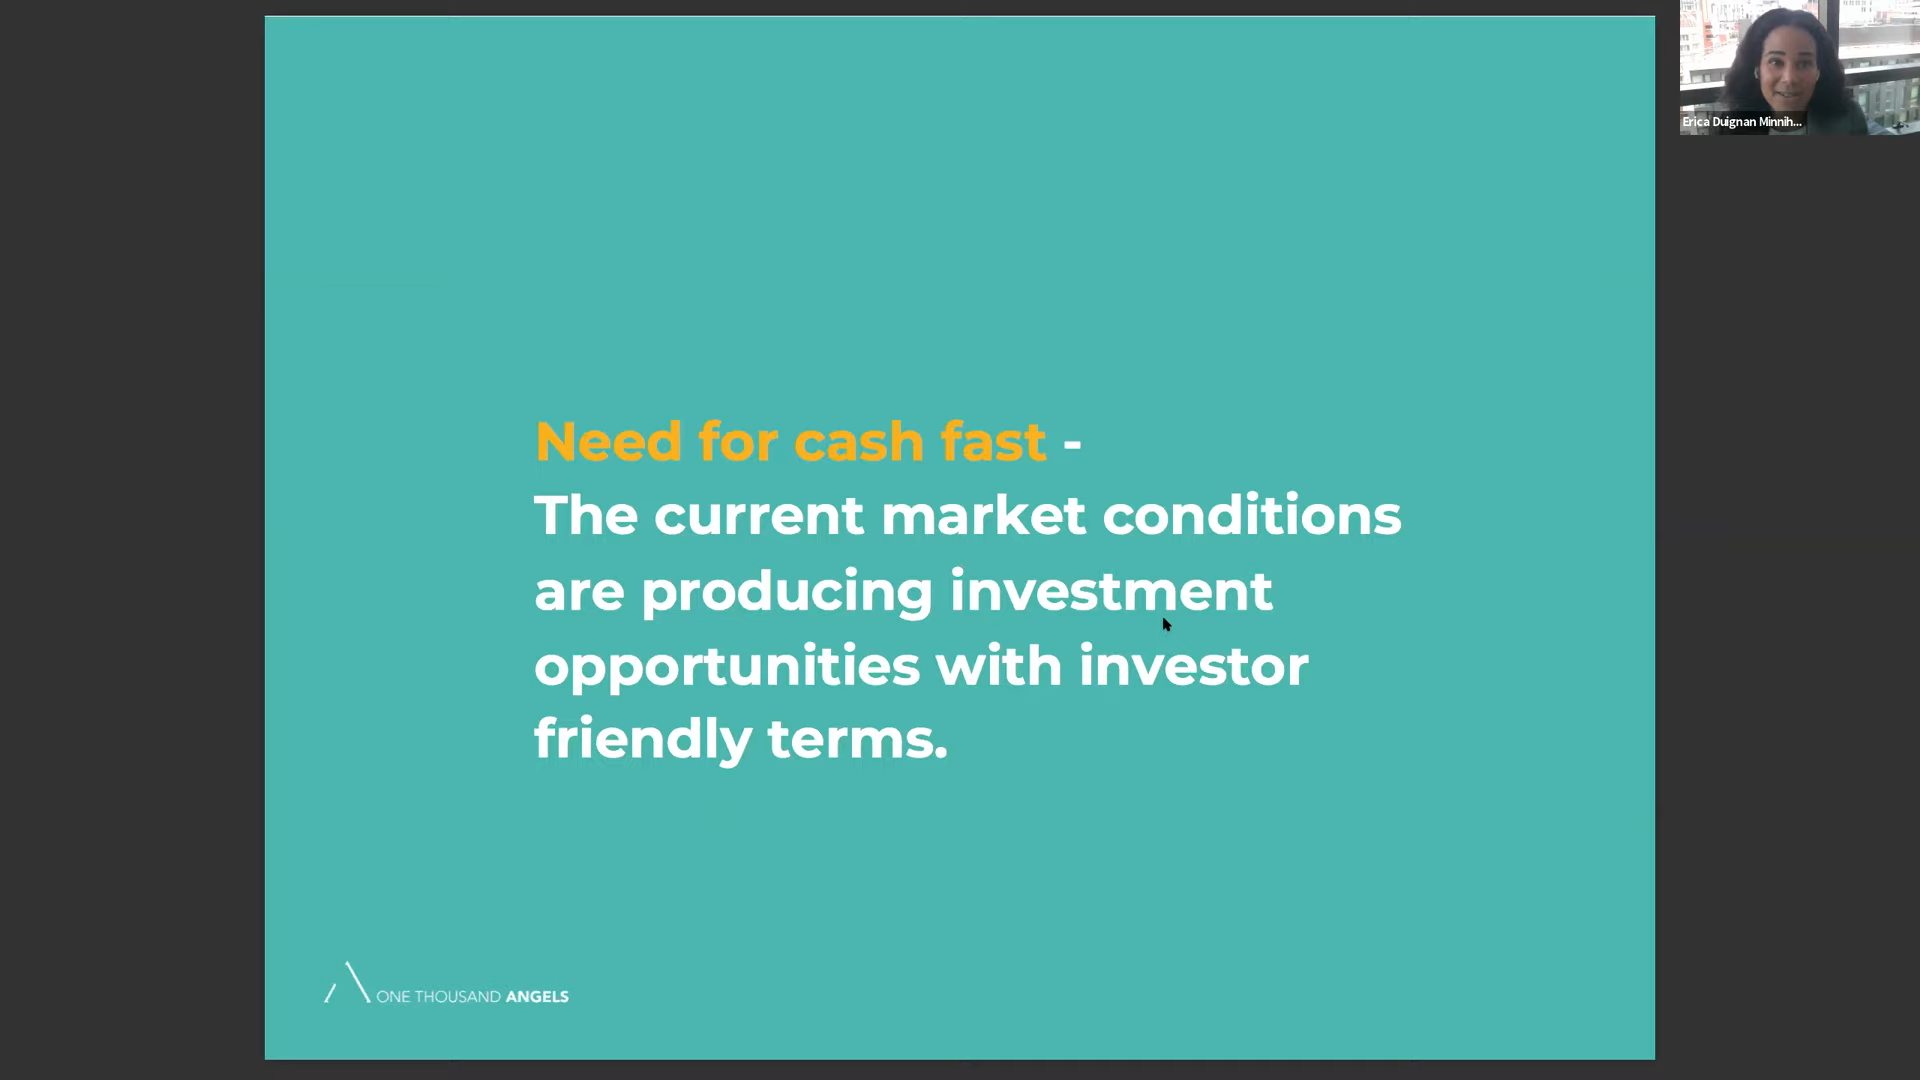 Erica Duignan Minnih...
Need for cash fast -
The current market conditions
are producing investment
opportunities with investor
friendly terms.
ONE THOUSAND ANGELS